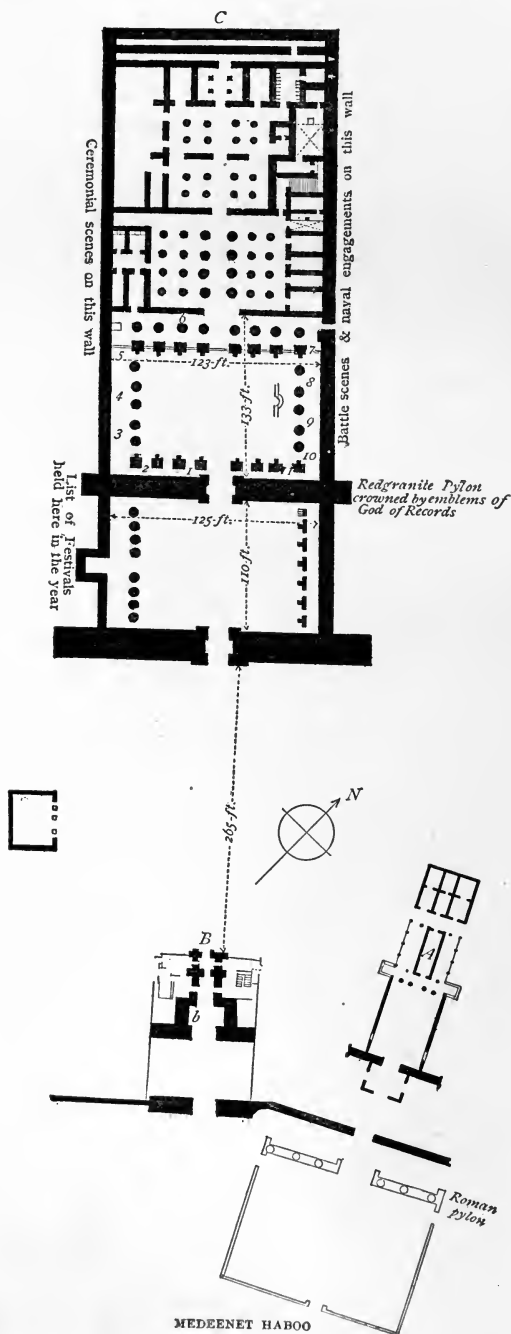 C
Ceremonial scenes on this wall
Battle scenes & naval engagements on this wall
6
5
7
123-ft.
4
8
133-ft.
3
9
10
2
1
11
Redgranite Pylon
crowned by emblems of
God of Records
List of Festivals
held here in the year
125-ft.
110-ft.
265-ft.
N
B
b
A
Roman
pylon
MEDEENET HABOO